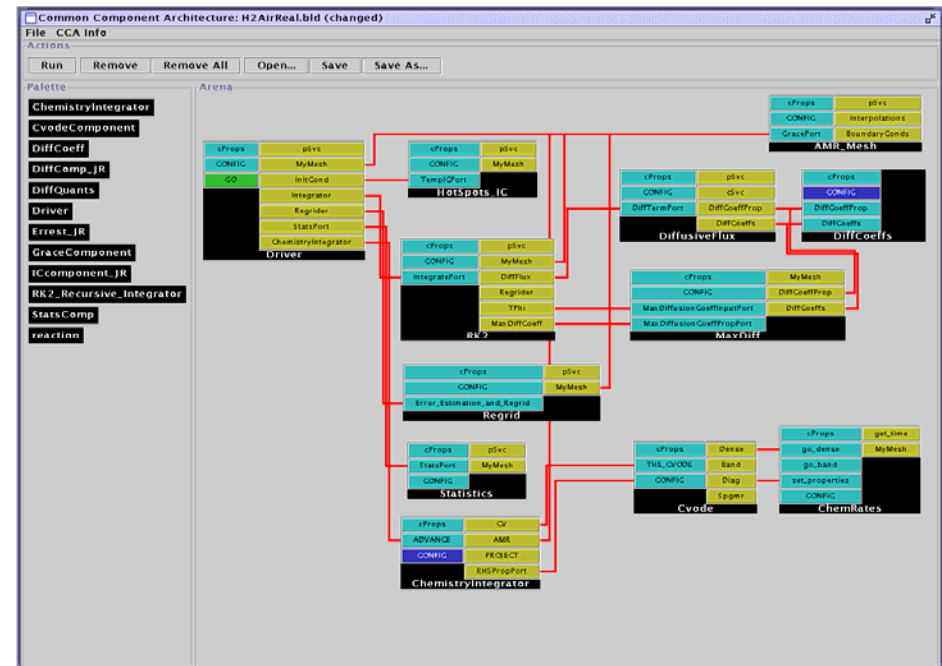 Common Component Architecture: H2AirReal.bld (changed)
File CCA Info
Actions
Run Remove Remove All Open... Save Save As...
Palette
ChemistryIntegrator
CvodeComponent
DiffCoeff
DiffComp_JR
DiffQuants
Driver
Errest_JR
GraceComponent
ICcomponent_JR
RK2_Recursive_Integrator
StatsComp
reaction
Arena
cProps pSvc
CONFIG MyMesh
GO InitCond
Integrator
Regrider
StatsPort
ChemistryIntegrator
Driver
cProps pSvc
CONFIG MyMesh
TempICPort
HotSpots_IC
cProps pSvc
CONFIG Interpolations
GracePort BoundaryConds
AMR_Mesh
cProps pSvc
CONFIG cSvc
DiffTermPort DiffCoeffProp
DiffCoeffs
DiffusiveFlux
cProps
CONFIG
DiffCoeffProp
DiffCoeffs
DiffCoeffs
cProps pSvc
CONFIG MyMesh
IntegratePort DiffFlux
Regrider
TPhi
MaxDiffCoeff
RK2
cProps MyMesh
CONFIG DiffCoeffProp
MaxDiffusionCoeffInputPort DiffCoeffs
MaxDiffusionCoeffPropPort
MaxDiff
cProps pSvc
CONFIG MyMesh
Error_Estimation_and_Regrid
Regrid
cProps pSvc
StatsPort MyMesh
CONFIG
Statistics
cProps Dense
THE_CVODE Band
CONFIG Diag
Spgmr
Cvode
cProps get_time
go_dense MyMesh
go_band
set_properties
CONFIG
ChemRates
cProps CV
ADVANCE AMR
CONFIG PROJECT
RHSPropPort
ChemistryIntegrator